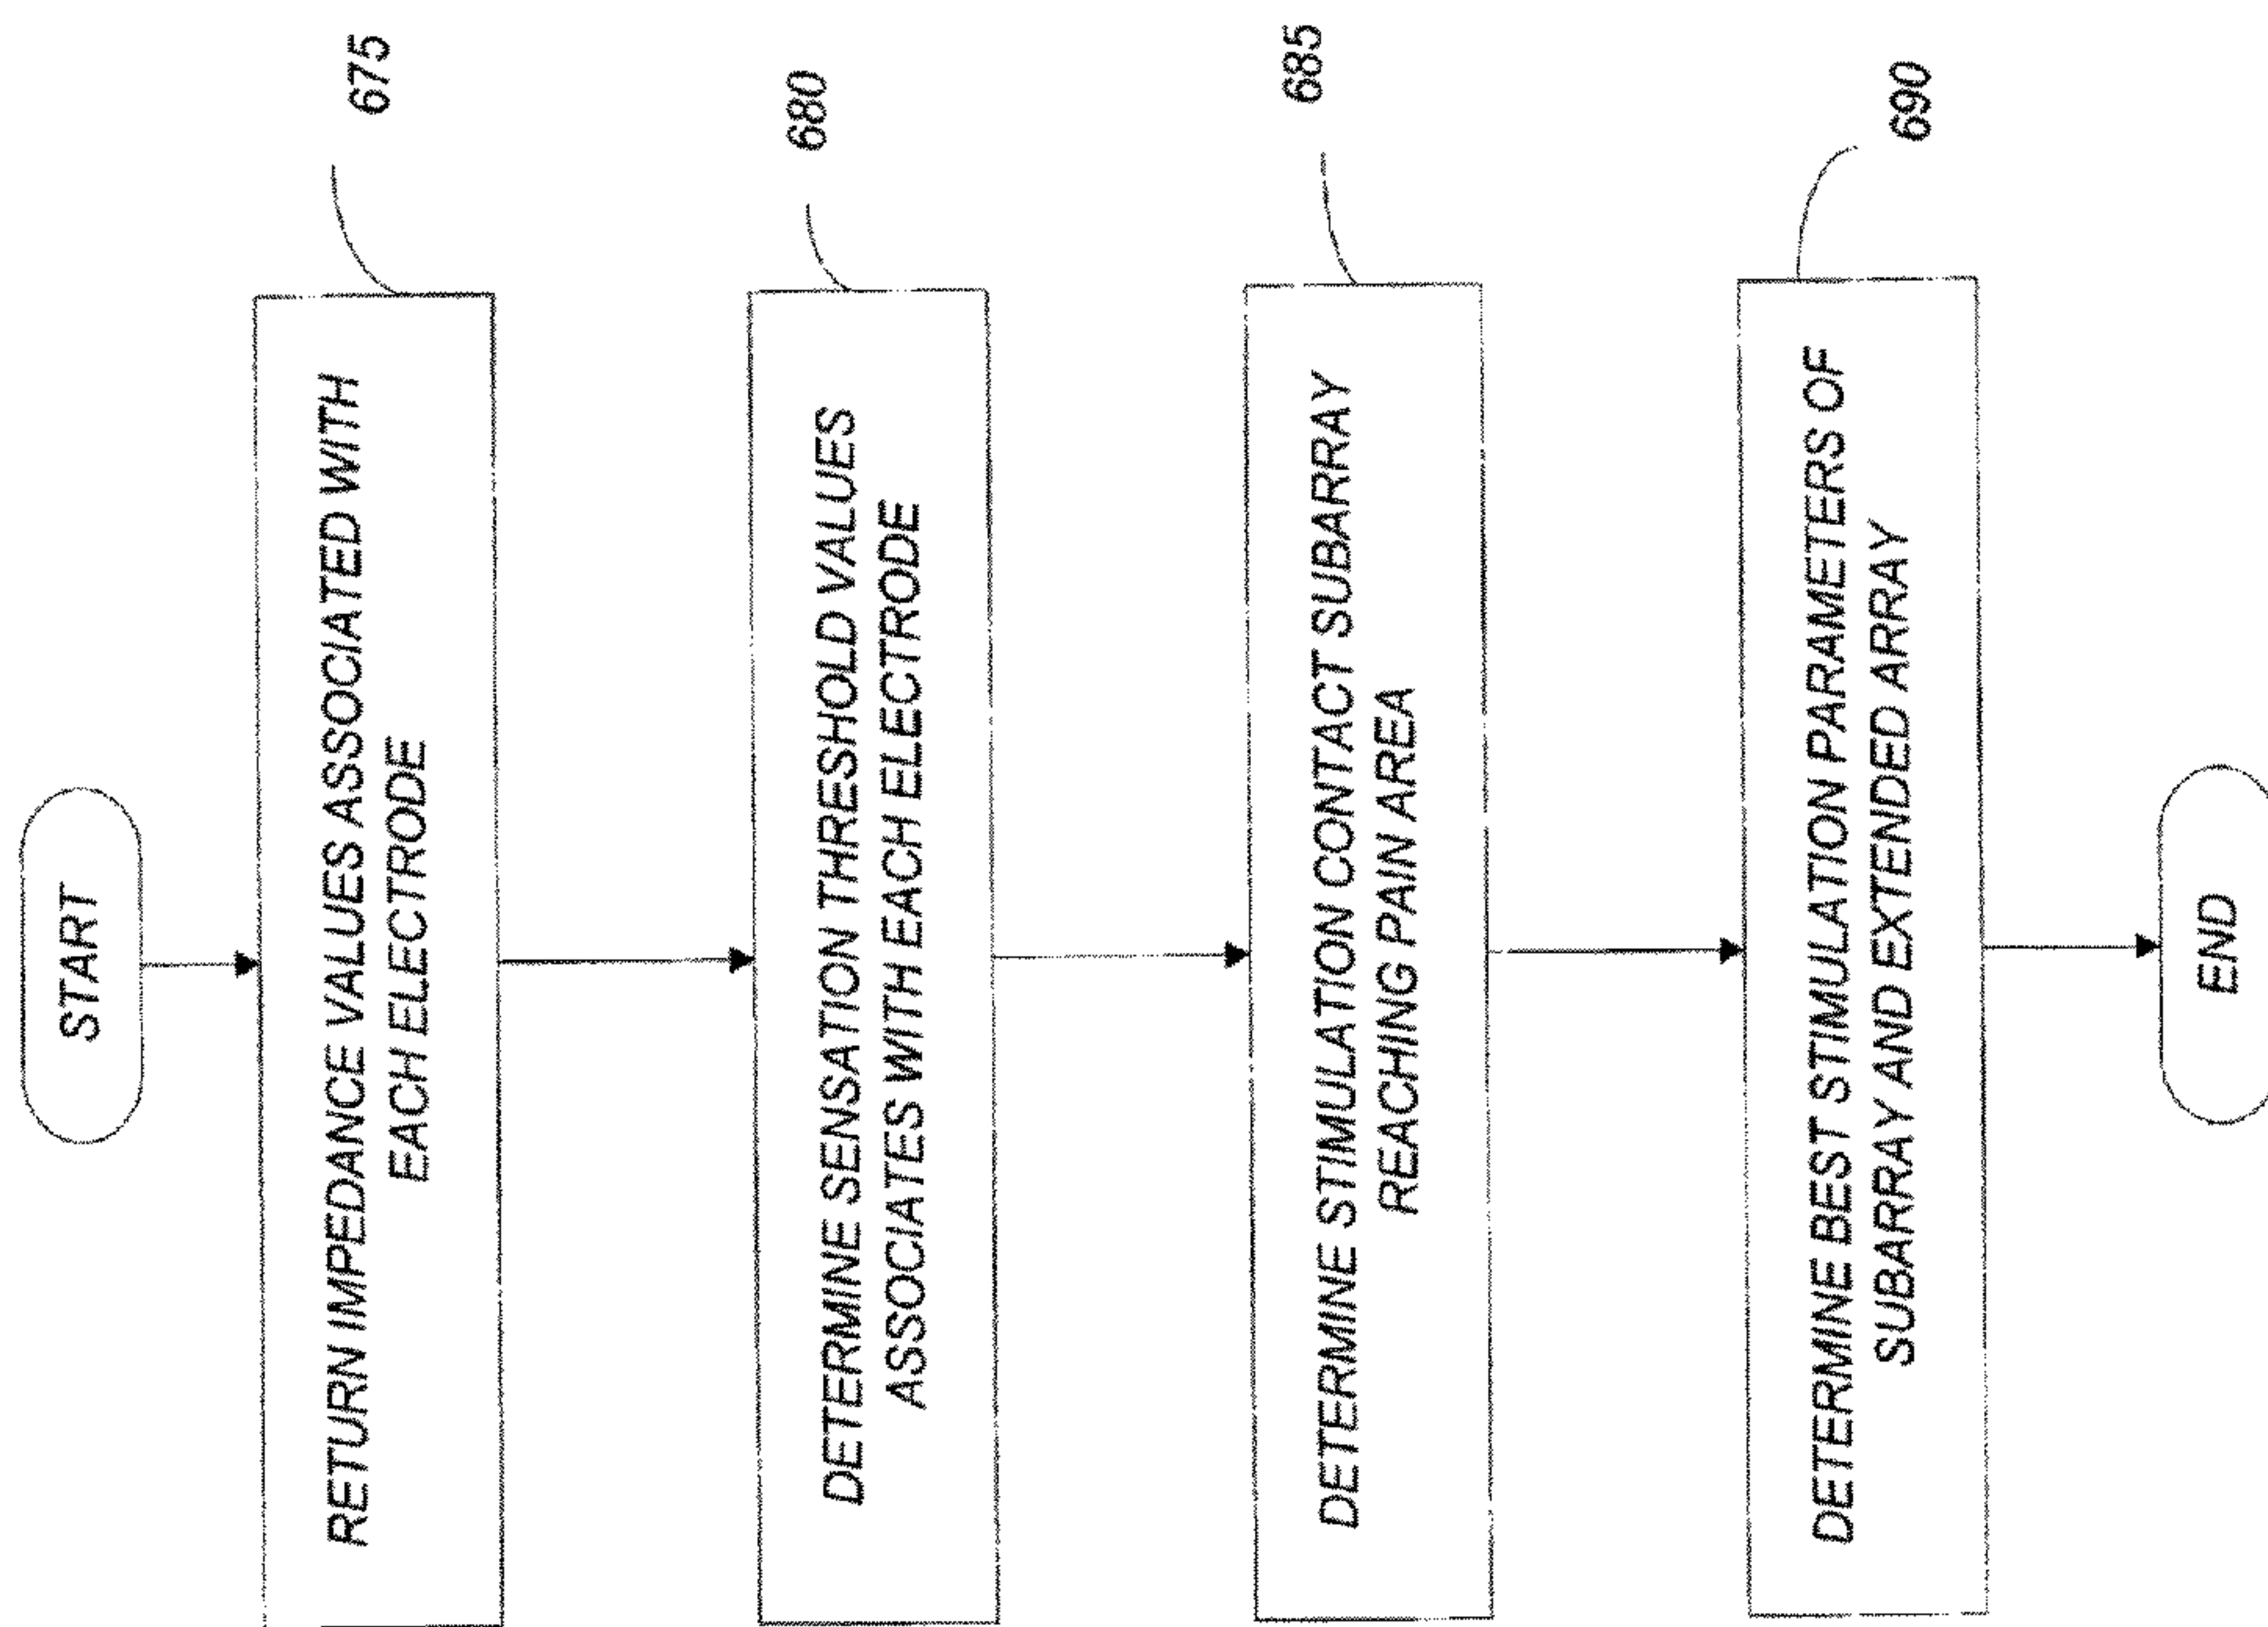 START
RETURN IMPEDANCE VALUES ASSOCIATED WITH
EACH ELECTRODE
675
DETERMINE SENSATION THRESHOLD VALUES
ASSOCIATES WITH EACH ELECTRODE
680
DETERMINE STIMULATION CONTACT SUBARRAY
REACHING PAIN AREA
685
DETERMINE BEST STIMULATION PARAMETERS OF
SUBARRAY AND EXTENDED ARRAY
690
END